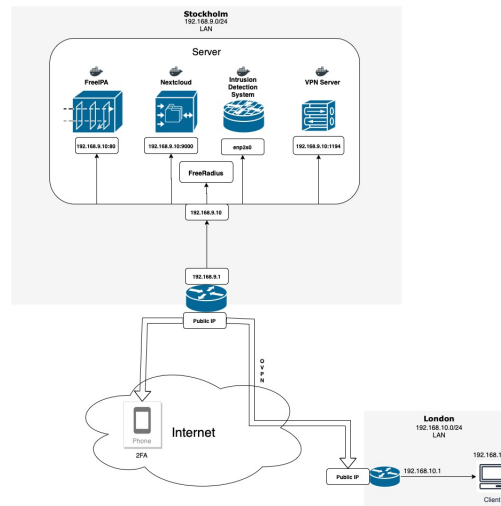 Stockholm
192.168.9.0/24
LAN
Server
FreeIPA
Nextcloud
Intrusion
Detection
System
VPN Server
192.168.9.10:80
192.168.9.10:9000
enp2s0
192.168.9.10:1194
FreeRadius
192.168.9.10
192.168.9.1
Public IP
OVPN
Phone
2FA
Internet
London
192.168.10.0/24
LAN
Public IP
192.168.10.1
Client